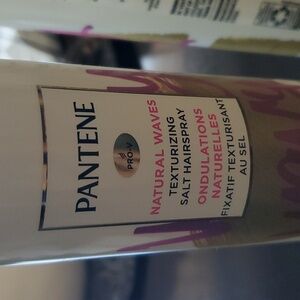 PANTENE
PRO-V
NATURAL WAVES
TEXTURIZING
SALT HAIRSPRAY
ONDULATIONS
NATURELLES
FIXATIF TEXTURISANT
AU SEL